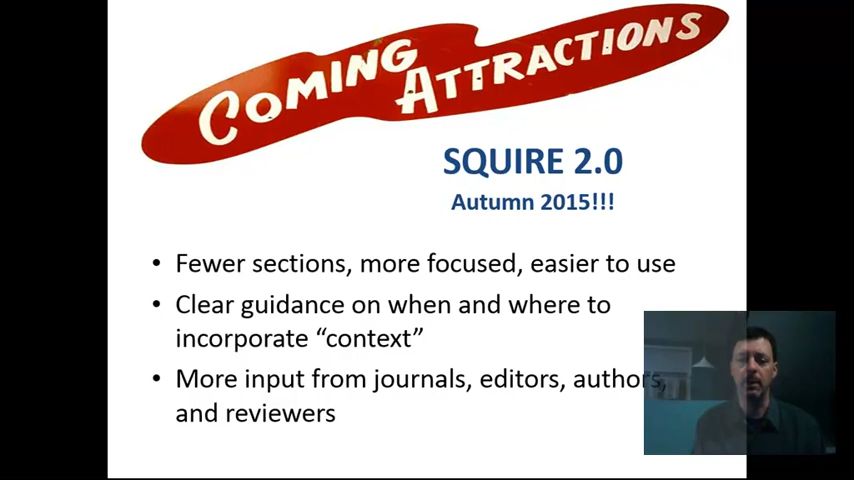 COMING ATTRACTIONS
SQUIRE 2.0
Autumn 2015!!!
• Fewer sections, more focused, easier to use
• Clear guidance on when and where to
incorporate “context”
• More input from journals, editors, authors,
and reviewers